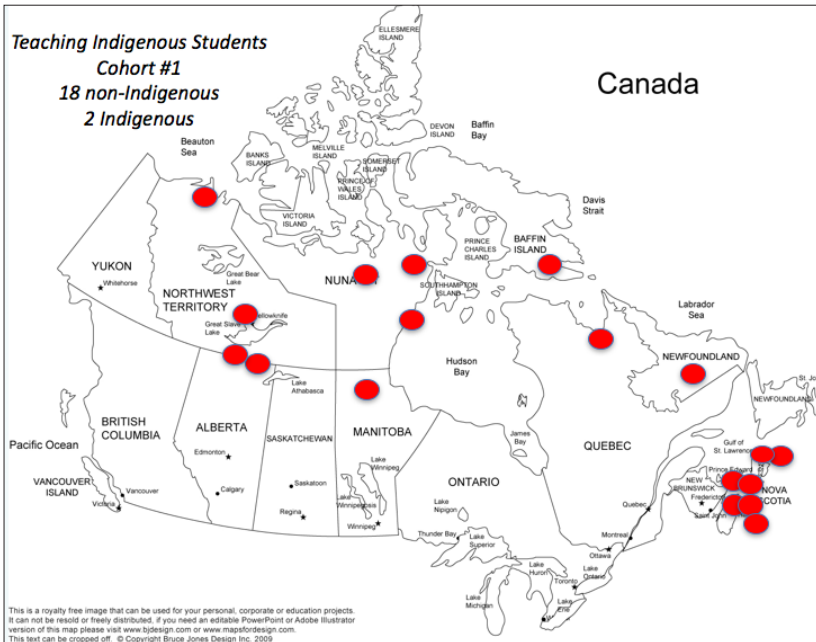 Teaching Indigenous Students
Cohort #1
18 non-Indigenous
2 Indigenous
Canada
ELLESMERE
ISLAND
DEVON
ISLAND
Baffin
Bay
Beauton
Sea
BANKS
ISLAND
MELVILLE
ISLAND
SOMERSET
ISLAND
PRINCE OF
WALES
ISLAND
VICTORIA
ISLAND
Davis
Strait
PRINCE
CHARLES
ISLAND
BAFFIN
ISLAND
YUKON
Whitehorse
Great Bear
Lake
NORTHWEST
TERRITORY
Great Slave
Lake
SOUTHHAMPTON
ISLAND
Labrador
Sea
NEWFOUNDLAND
Hudson
Bay
Lake
Athabasca
BRITISH
COLUMBIA
ALBERTA
SASKATCHEWAN
MANITOBA
Pacific Ocean
Edmonton
Calgary
Saskatoon
Regina
Lake
Winnipeg
Lake
Winnipegosis
Winnipeg
VANCOUVER
ISLAND
Vancouver
Victoria
James
Bay
ONTARIO
QUEBEC
NEWFOUNDLAND
St.
Gulf of
St. Lawrence
Prince Edward
NEW
BRUNSWICK
Fredericton
Saint John
NOVA
SCOTIA
Lake
Nipigon
Thunder Bay
Lake
Superior
Quebec
Montreal
Ottawa
Lake
Huron
Toronto
Lake
Ontario
Lake
Michigan
Lake
Erie
This is a royalty free image that can be used for your personal, corporate or education projects.
It can not be resold or freely distributed, if you need an editable PowerPoint or Adobe Illustrator
version of this map please visit www.bjdesign.com or www.mapsfordesign.com.
This text can be cropped off. © Copyright Bruce Jones Design Inc. 2009